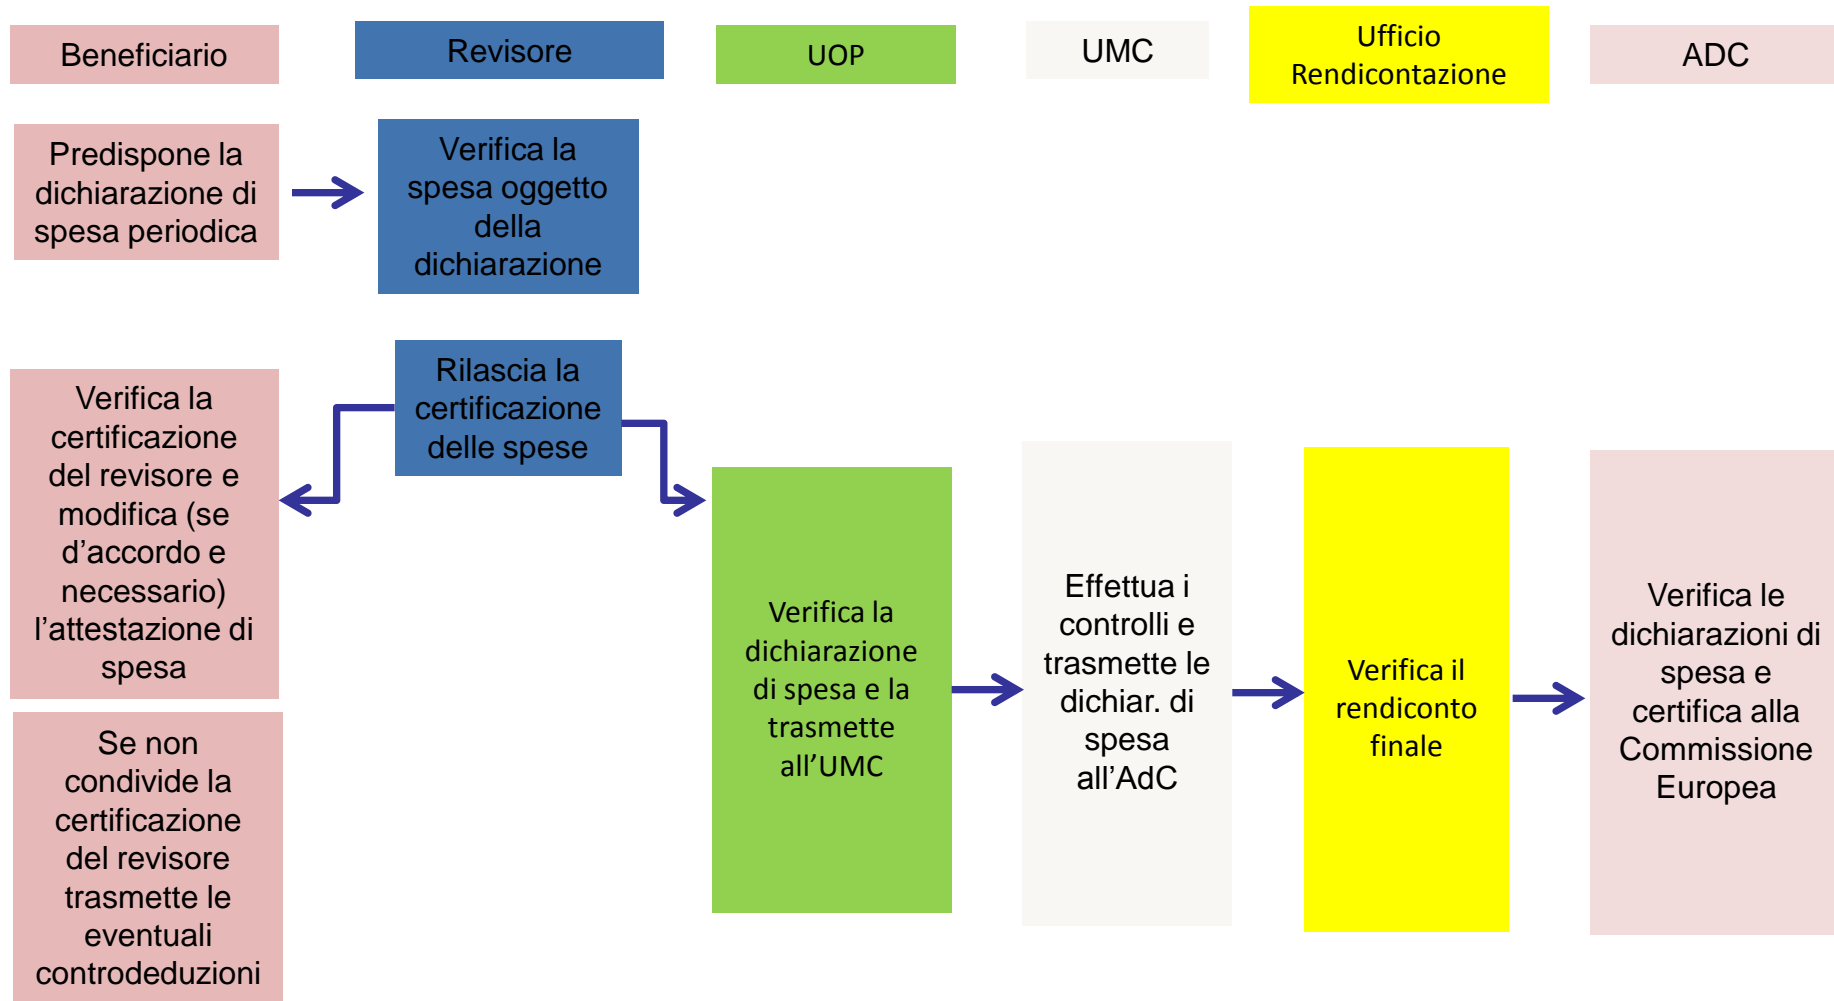 Beneficiario
Revisore
UOP
UMC
Ufficio
Rendicontazione
ADC
Predispone la
dichiarazione di
spesa periodica
Verifica la
spesa oggetto
della
dichiarazione
Rilascia la
certificazione
delle spese
Verifica la
certificazione
del revisore e
modifica (se
d’accordo e
necessario)
l’attestazione di
spesa
Se non
condivide la
certificazione
del revisore
trasmette le
eventuali
controdeduzioni
Verifica la
dichiarazione
di spesa e la
trasmette
all’UMC
Effettua i
controlli e
trasmette le
dichiar. di
spesa
all’AdC
Verifica il
rendiconto
finale
Verifica le
dichiarazioni di
spesa e
certifica alla
Commissione
Europea